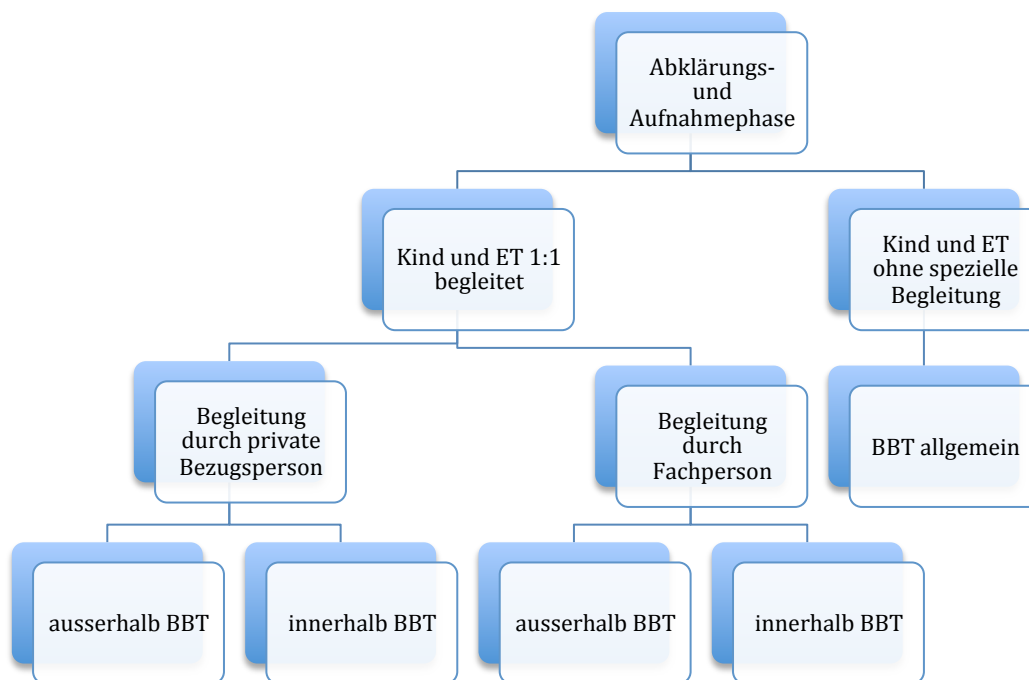 Abklärungs-
und
Aufnahmephase
Kind und ET 1:1
begleitet
Kind und ET
ohne spezielle
Begleitung
Begleitung
durch private
Bezugsperson
Begleitung
durch
Fachperson
BBT allgemein
ausserhalb BBT
innerhalb BBT
ausserhalb BBT
innerhalb BBT